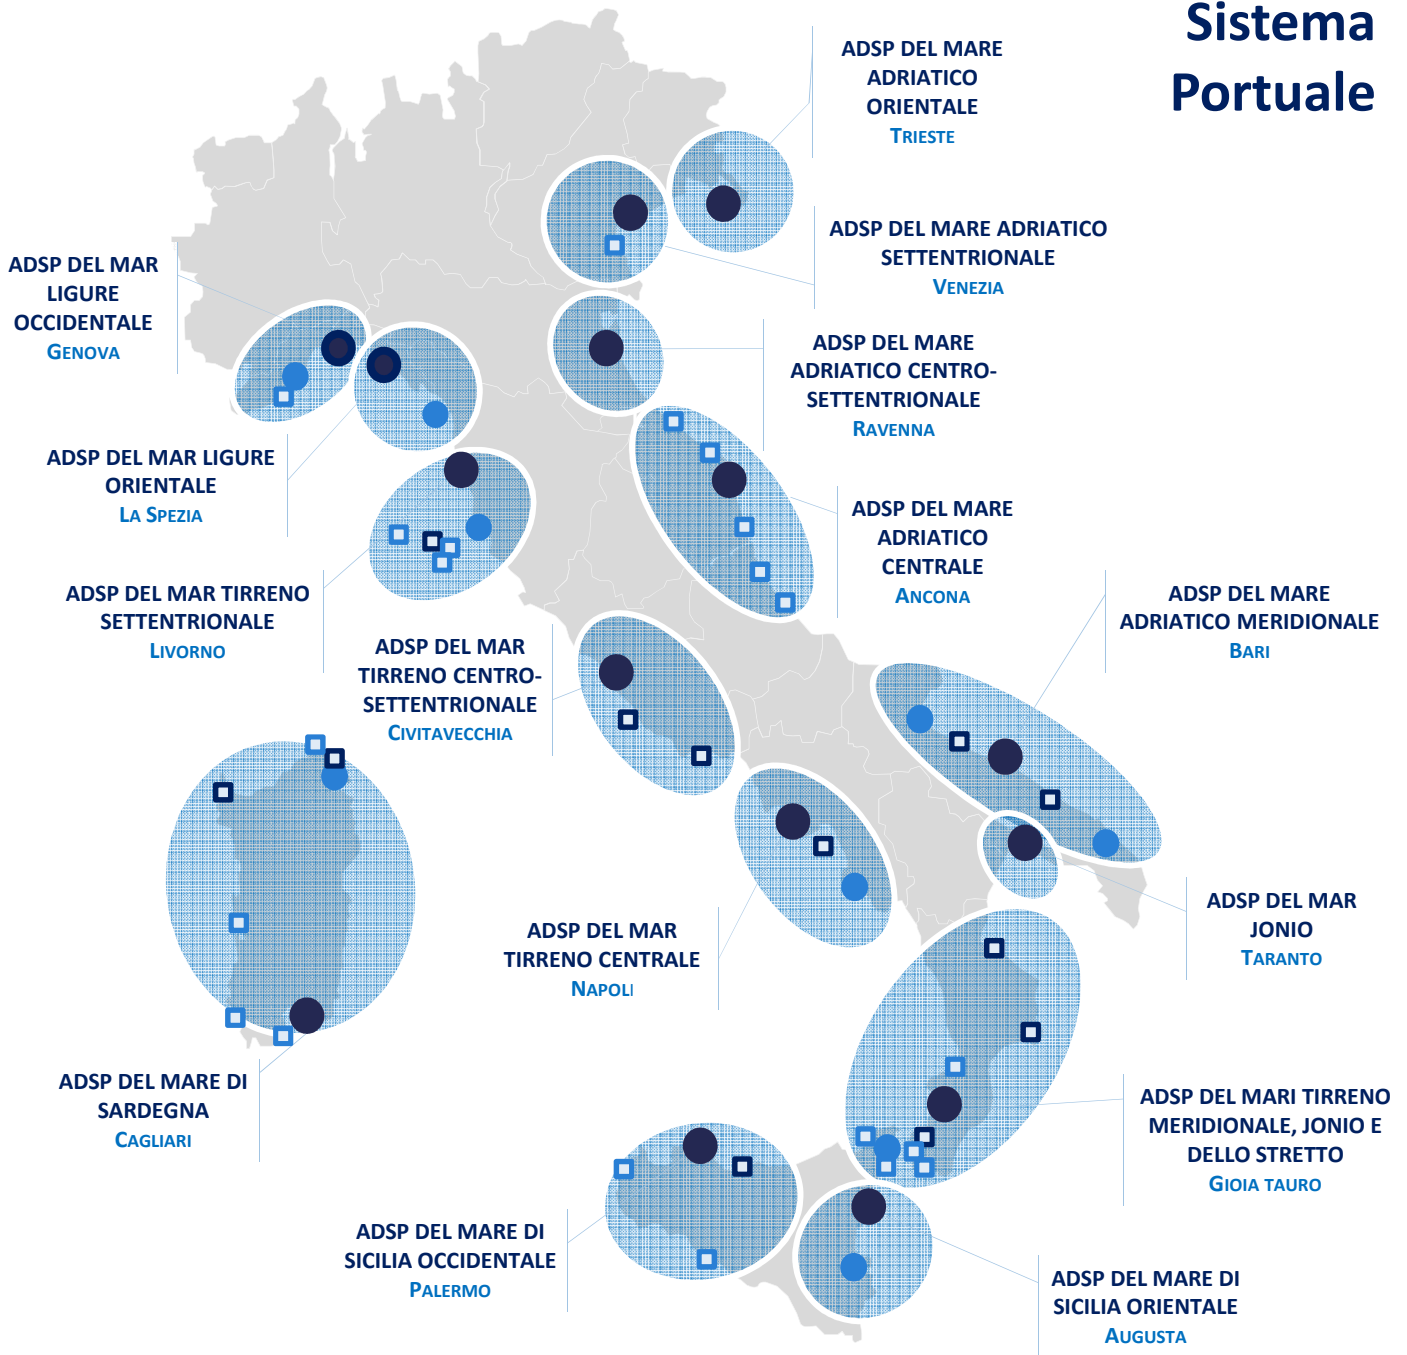 Sistema
Portuale
ADSP DEL MARE
ADRIATICO
ORIENTALE
TRIESTE
ADSP DEL MARE ADRIATICO
SETTENTRIONALE
VENEZIA
ADSP DEL MAR
LIGURE
OCCIDENTALE
GENOVA
ADSP DEL MARE
ADRIATICO CENTRO-
SETTENTRIONALE
RAVENNA
ADSP DEL MAR LIGURE
ORIENTALE
LA SPEZIA
ADSP DEL MARE
ADRIATICO
CENTRALE
ANCONA
ADSP DEL MAR TIRRENO
SETTENTRIONALE
LIVORNO
ADSP DEL MARE
ADRIATICO MERIDIONALE
BARI
ADSP DEL MAR
TIRRENO CENTRO-
SETTENTRIONALE
CIVITAVECCHIA
ADSP DEL MAR
JONIO
TARANTO
ADSP DEL MAR
TIRRENO CENTRALE
NAPOLI
ADSP DEL MARE DI
SARDEGNA
CAGLIARI
ADSP DEL MARI TIRRENO
MERIDIONALE, JONIO E
DELLO STRETTO
GIOIA TAURO
ADSP DEL MARE DI
SICILIA OCCIDENTALE
PALERMO
ADSP DEL MARE DI
SICILIA ORIENTALE
AUGUSTA